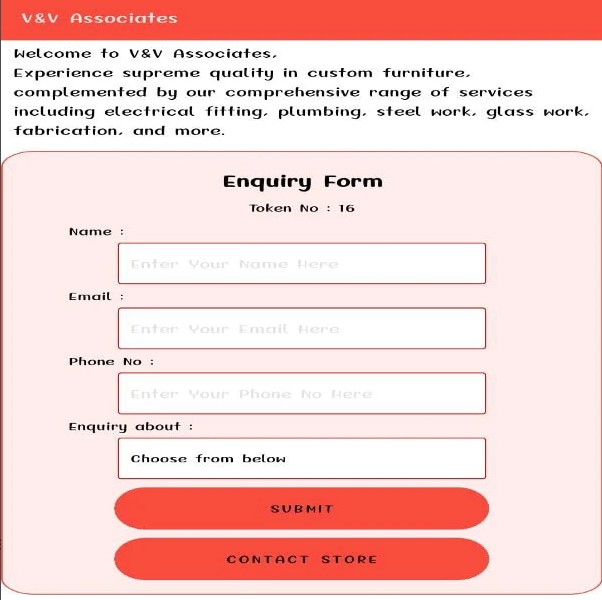 V&V Associates
Welcome to V&V Associates,
Experience supreme quality in custom furniture,
complemented by our comprehensive range of services
including electrical fitting, plumbing, steel work, glass work,
fabrication, and more.
Enquiry Form
Token No : 16
Name :
Enter Your Name Here
Email :
Enter Your Email Here
Phone No :
Enter Your Phone No Here
Enquiry about :
Choose from below
SUBMIT
CONTACT STORE